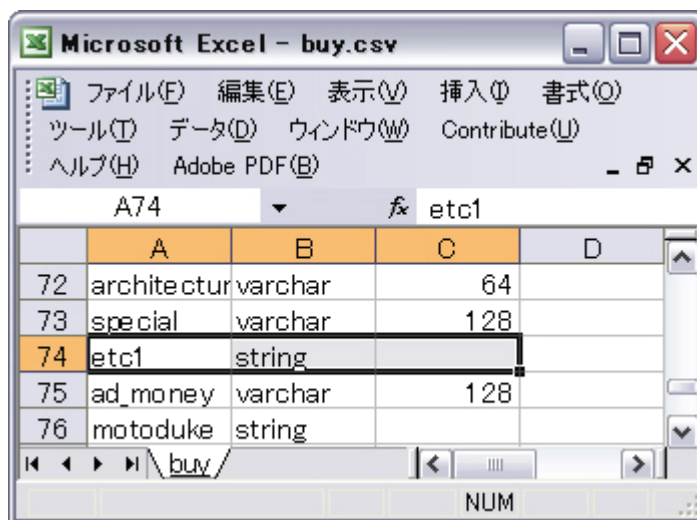 Microsoft Excel - buy.csv
ファイル(F) 編集(E) 表示(V) 挿入(I) 書式(O)
ツール(T) データ(D) ウィンドウ(W) Contribute(U)
ヘルプ(H) Adobe PDF(B)
A74 fx etc1
A B C D
72 architectur varchar 64
73 special varchar 128
74 etc1 string
75 ad_money varchar 128
76 motoduke string
buy
NUM